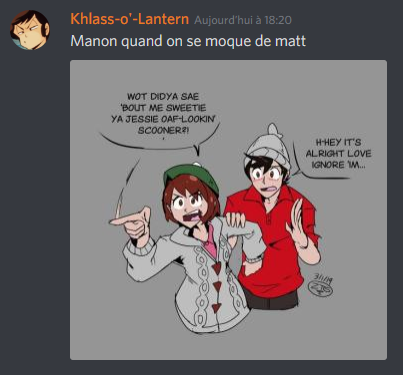 Khlass-o'-Lantern Aujourd'hui à 18:20
Manon quand on se moque de matt
WOT DIDYA SAE
'BOUT ME SWEETIE
YA JESSIE OAF-LOOKIN'
SCOONER?!
H-HEY IT'S
ALRIGHT LOVE
IGNORE 'IM...
3/1/19